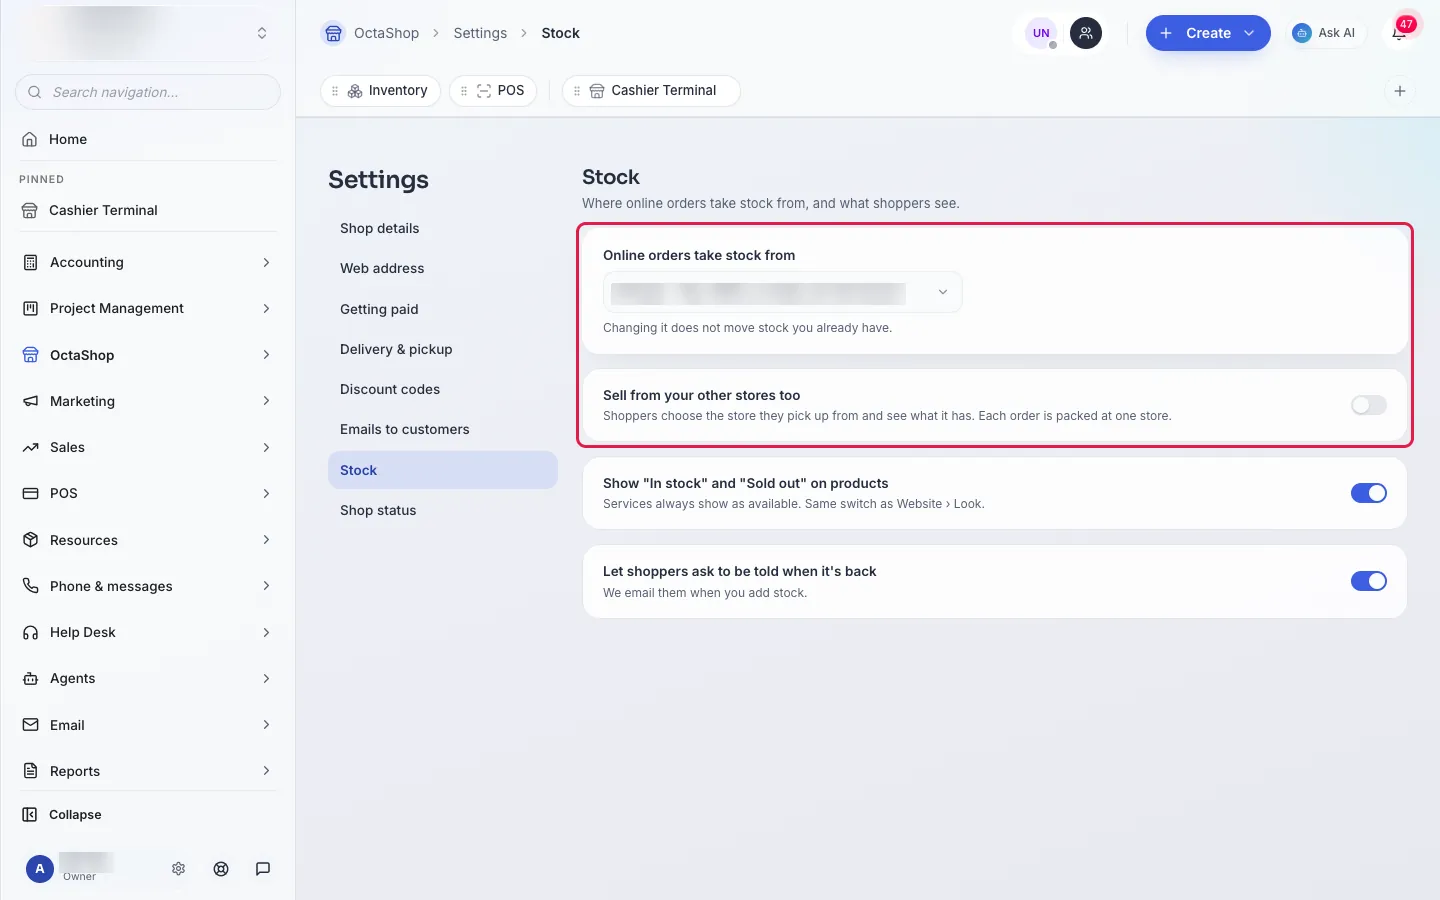 OctaShop > Settings > Stock
UN
Create
Ask AI
47
Search navigation...
Inventory
POS
Cashier Terminal
Home
PINNED
Cashier Terminal
Accounting
Project Management
OctaShop
Marketing
Sales
POS
Resources
Phone & messages
Help Desk
Agents
Email
Reports
Collapse
A
Owner
Settings
Shop details
Web address
Getting paid
Delivery & pickup
Discount codes
Emails to customers
Stock
Shop status
Stock
Where online orders take stock from, and what shoppers see.
Online orders take stock from
Changing it does not move stock you already have.
Sell from your other stores too
Shoppers choose the store they pick up from and see what it has. Each order is packed at one store.
Show "In stock" and "Sold out" on products
Services always show as available. Same switch as Website › Look.
Let shoppers ask to be told when it's back
We email them when you add stock.